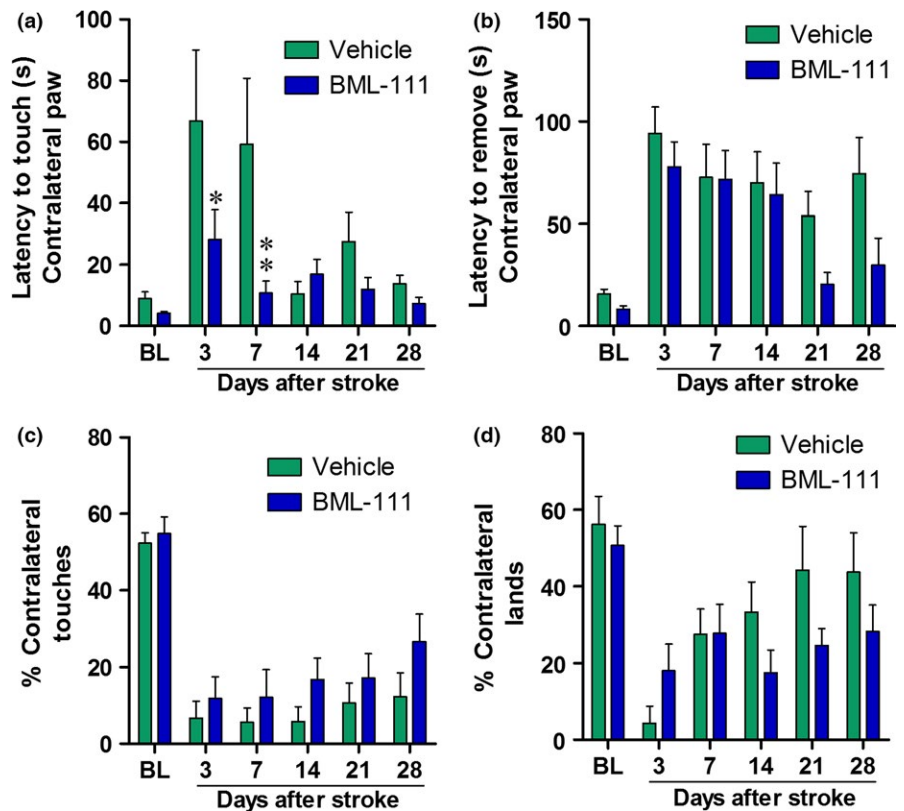 (a)
Latency to touch (s)
Contralateral paw
100
80
60
40
20
0
Vehicle
BML-111
*
*
*
BL 3 7 14 21 28
Days after stroke
(b)
Latency to remove (s)
Contralateral paw
150
100
50
0
Vehicle
BML-111
BL 3 7 14 21 28
Days after stroke
(c)
% Contralateral
touches
80
60
40
20
0
Vehicle
BML-111
BL 3 7 14 21 28
Days after stroke
(d)
% Contralateral
lands
80
60
40
20
0
Vehicle
BML-111
BL 3 7 14 21 28
Days after stroke